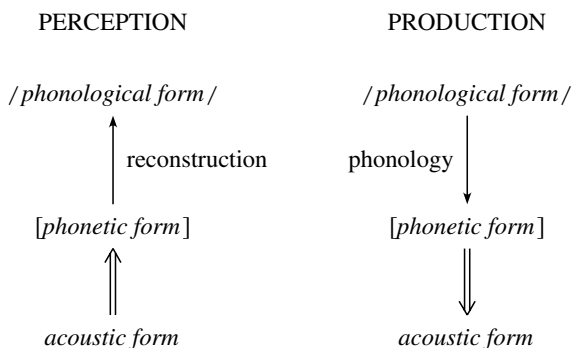 PERCEPTION PRODUCTION
/phonological form/ /phonological form/
reconstruction phonology
[phonetic form] [phonetic form]
acoustic form acoustic form